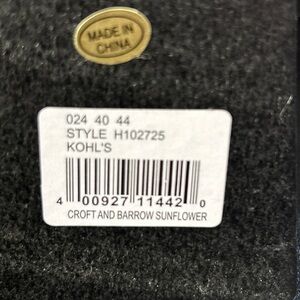 MADE IN
CHINA
024 40 44
STYLE H102725
KOHL'S
4 00927 11442 0
CROFT AND BARROW SUNFLOWER